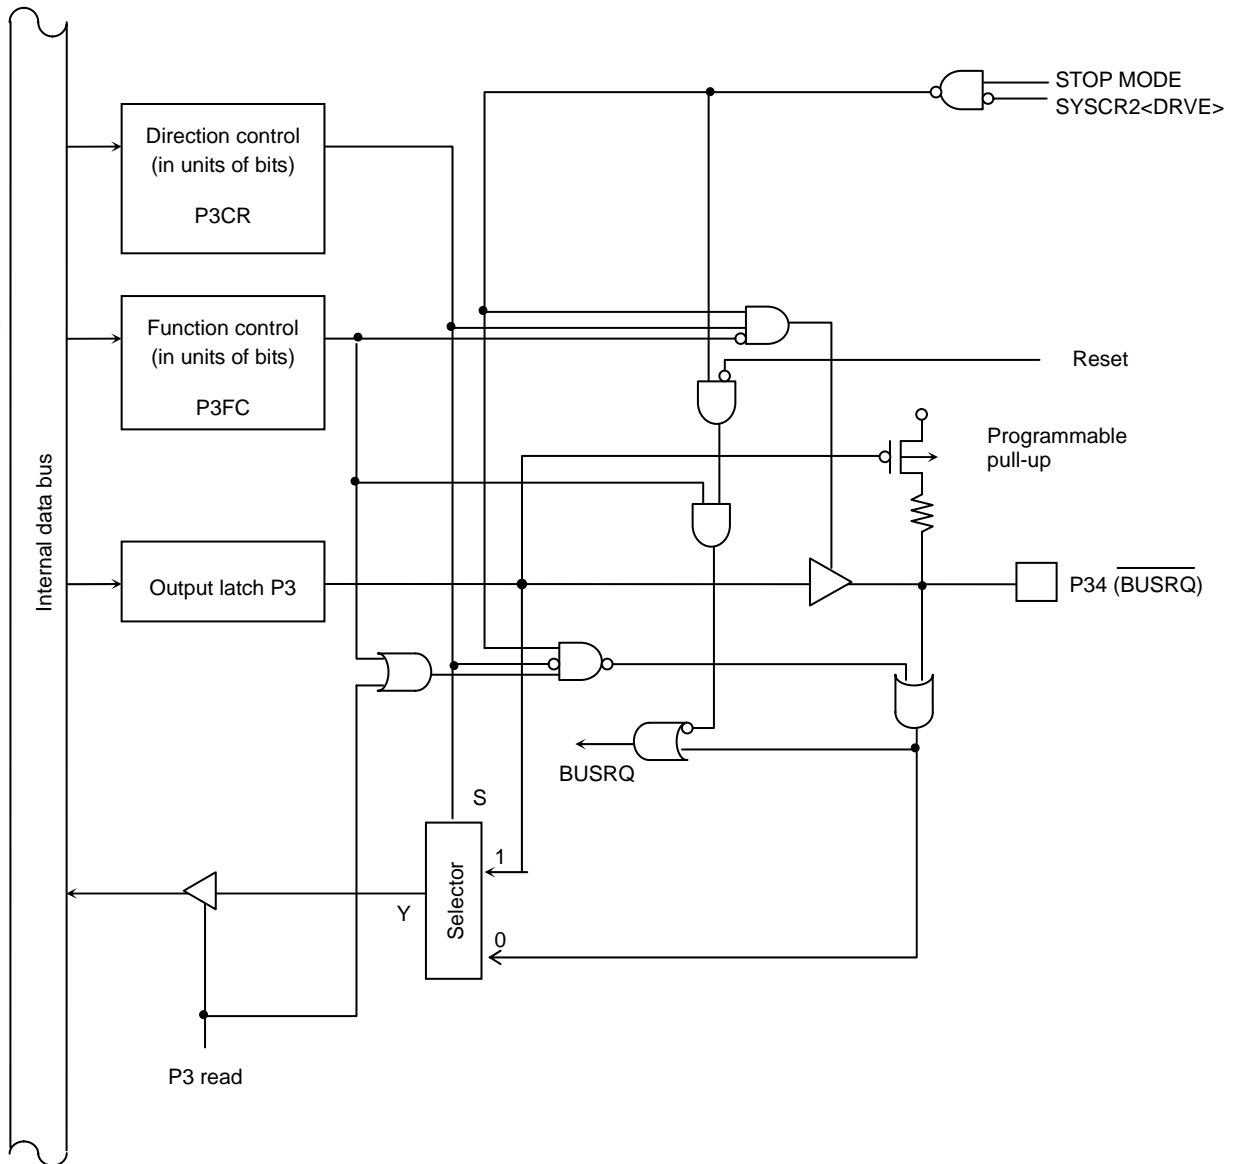 STOP MODE
SYSCR2<DRVE>
Direction control
(in units of bits)
P3CR
Function control
(in units of bits)
P3FC
Reset
Programmable
pull-up
Internal data bus
Output latch P3
P34 (BUSRQ)
BUSRQ
S
1
Selector
Y
0
P3 read